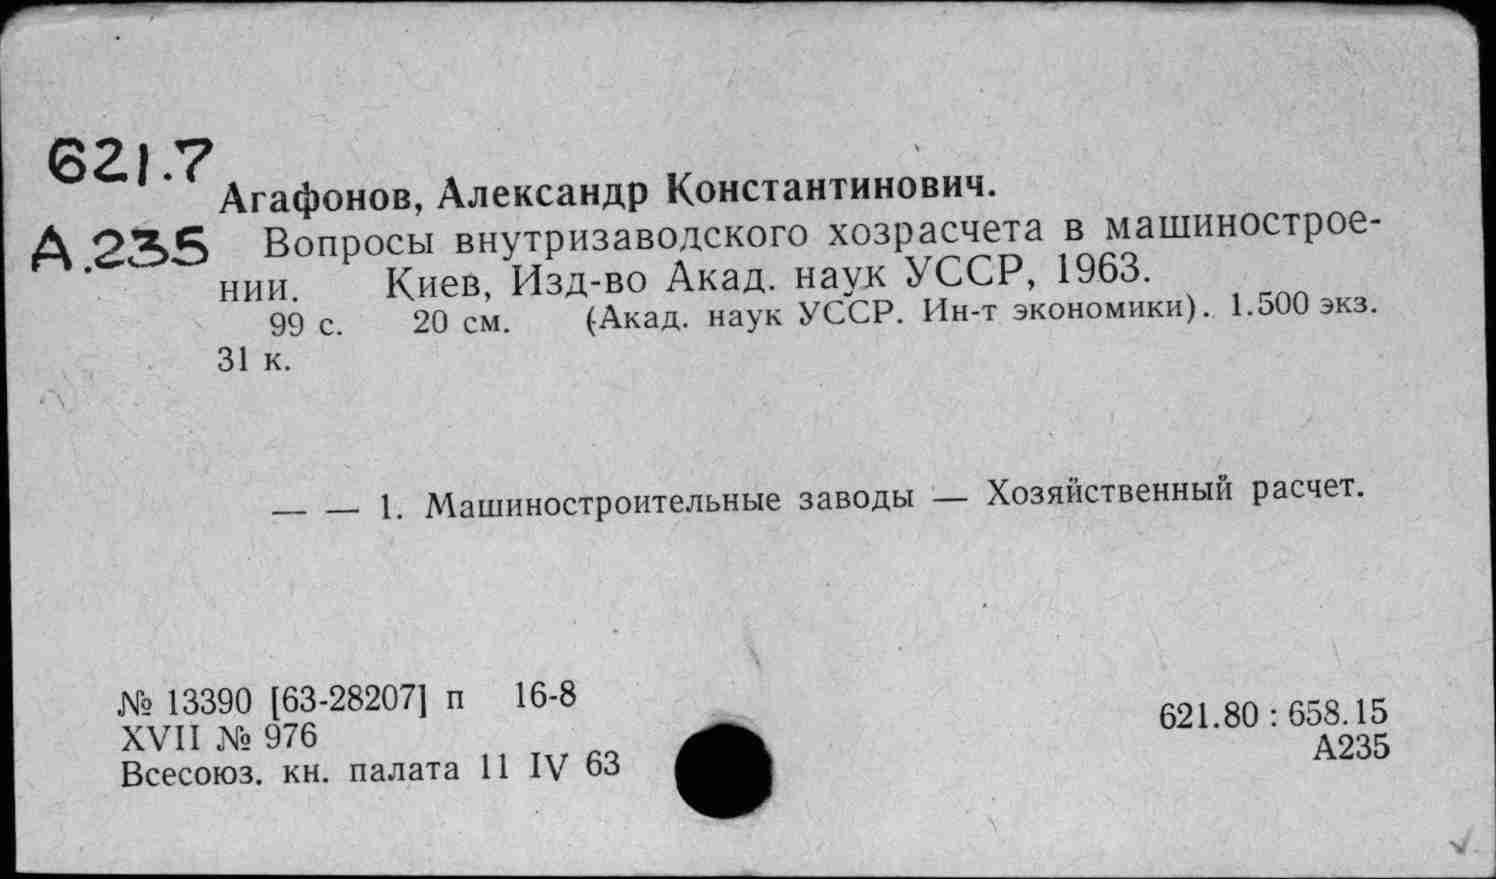 621.7
Агафонов, Александр Константинович.
А.235 Вопросы внутризаводского хозрасчета в машинострое-
нии. Киев, Изд-во Акад. наук УССР, 1963.
99 с. 20 см. (Акад. наук УССР. Ин-т экономики). 1.500 экз.
31 к.
— — 1. Машиностроительные заводы — Хозяйственный расчет.
№ 13390 [63-28207] п 16-8
XVII № 976
Всесоюз. кн. палата 11 IV 63
621.80 : 658.15
А235